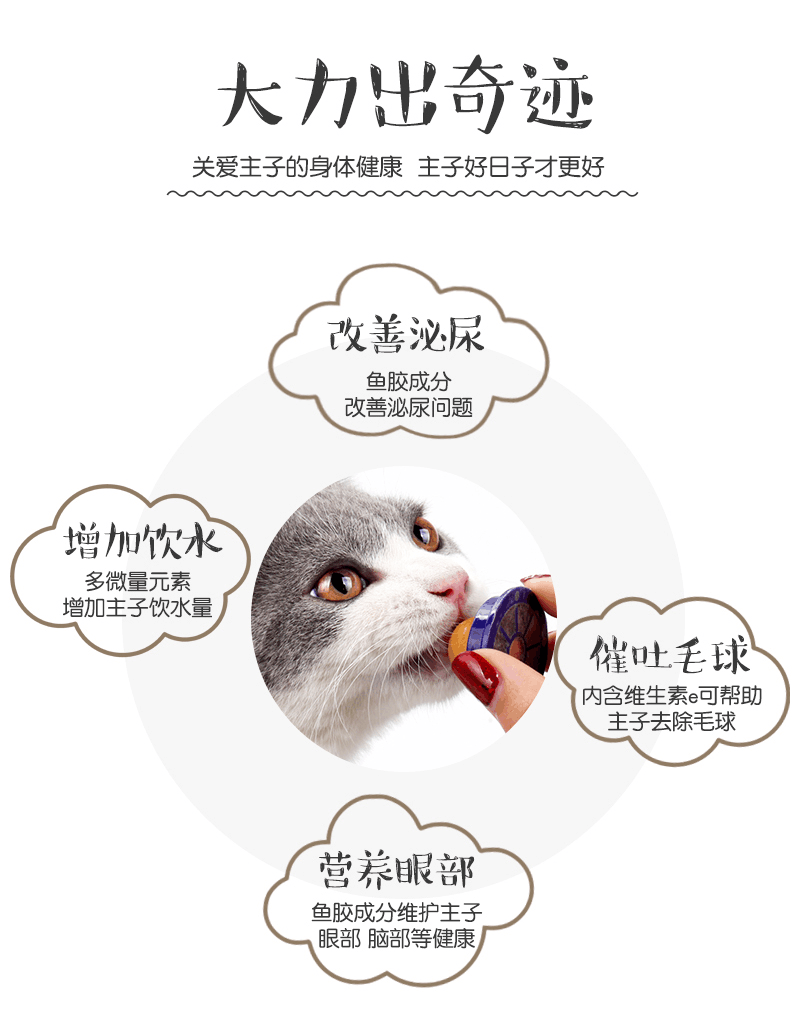 大力出奇迹
关爱主子的身体健康 主子好日子才更好
改善泌尿
鱼胶成分
改善泌尿问题
增加饮水
多微量元素
增加主子饮水量
催吐毛球
内含维生素e可帮助
主子去除毛球
营养眼部
鱼胶成分维护主子
眼部 脑部等健康